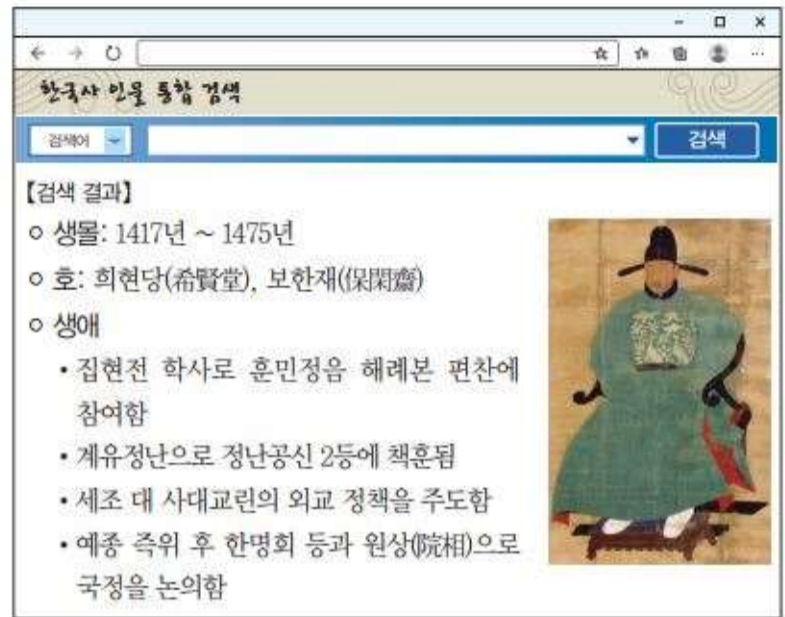 한국사 인물 통합 검색
검색어
검색
【검색 결과】
○ 생몰: 1417년 ~ 1475년
○ 호: 희현당(希賢堂), 보한재(保閑齋)
○ 생애
• 집현전 학사로 훈민정음 해례본 편찬에
참여함
• 계유정난으로 정난공신 2등에 책훈됨
• 세조 대 사대교린의 외교 정책을 주도함
• 예종 즉위 후 한명회 등과 원상(院相)으로
국정을 논의함